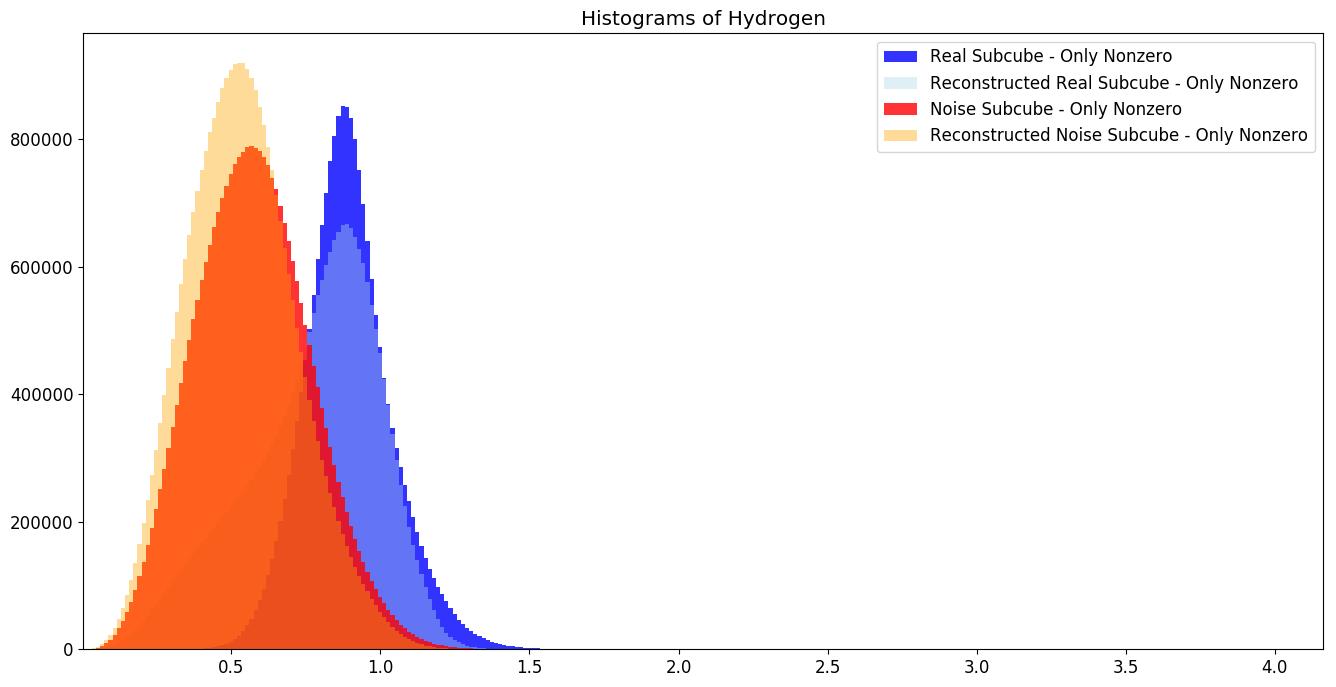 Histograms of Hydrogen
Real Subcube - Only Nonzero
Reconstructed Real Subcube - Only Nonzero
Noise Subcube - Only Nonzero
Reconstructed Noise Subcube - Only Nonzero
800000
600000
400000
200000
0
0.5 1.0 1.5 2.0 2.5 3.0 3.5 4.0